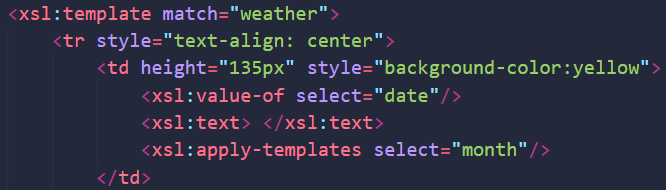 <xsl:template match="weather">
<tr style="text-align: center">
<td height="135px" style="background-color:yellow">
<xsl:value-of select="date"/>
<xsl:text> </xsl:text>
<xsl:apply-templates select="month"/>
</td>